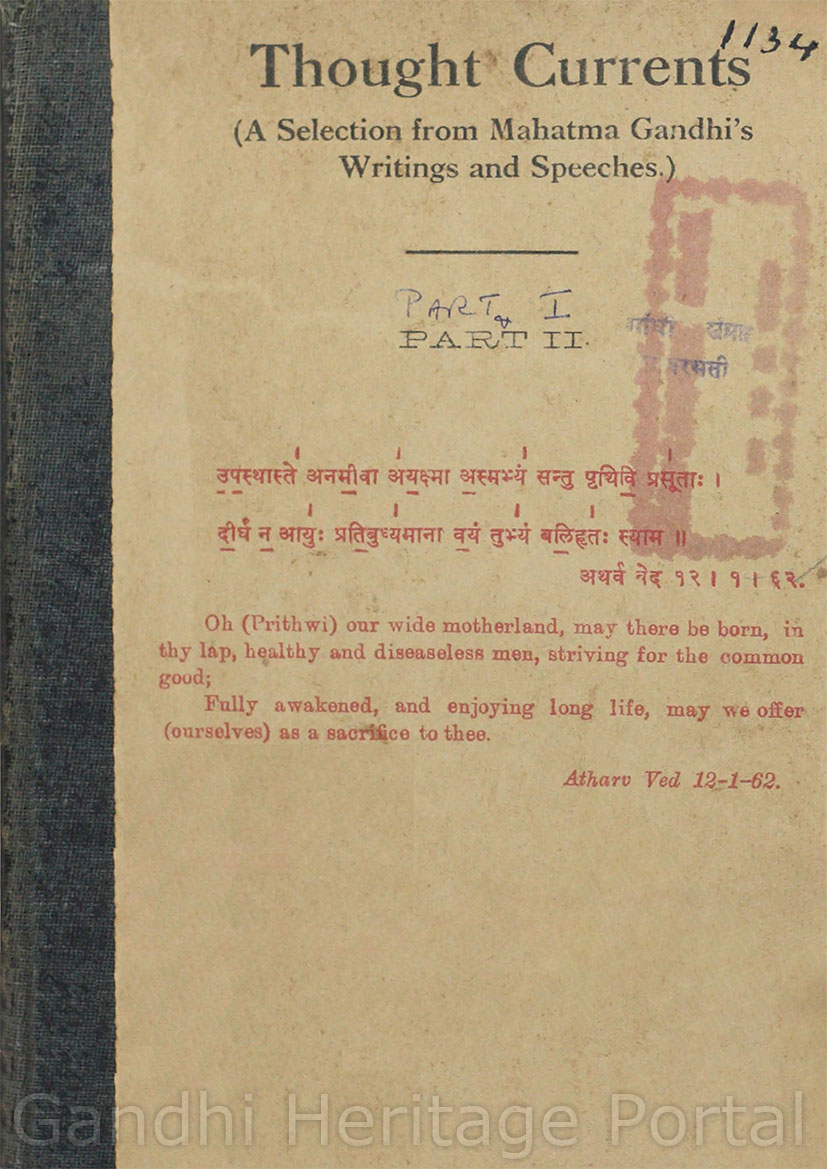 1134
Thought Currents
(A Selection from Mahatma Gandhi's
Writings and Speeches.)
PART I
PART II.
उपस्थास्ते अनमीवा अयक्ष्मा अस्मभ्यं सन्तु पृथिवि प्रसूताः ।
दीर्घं न आयुः प्रतिबुध्यमाना वयं तुभ्यं बलिहृतः स्याम ॥
अथर्व वेद १२ । १ । ६२.
Oh (Prithwi) our wide motherland, may there be born, in
thy lap, healthy and diseaseless men, striving for the common
good;
Fully awakened, and enjoying long life, may we offer
(ourselves) as a sacrifice to thee.
Atharv Ved 12-1-62.
Gandhi Heritage Portal